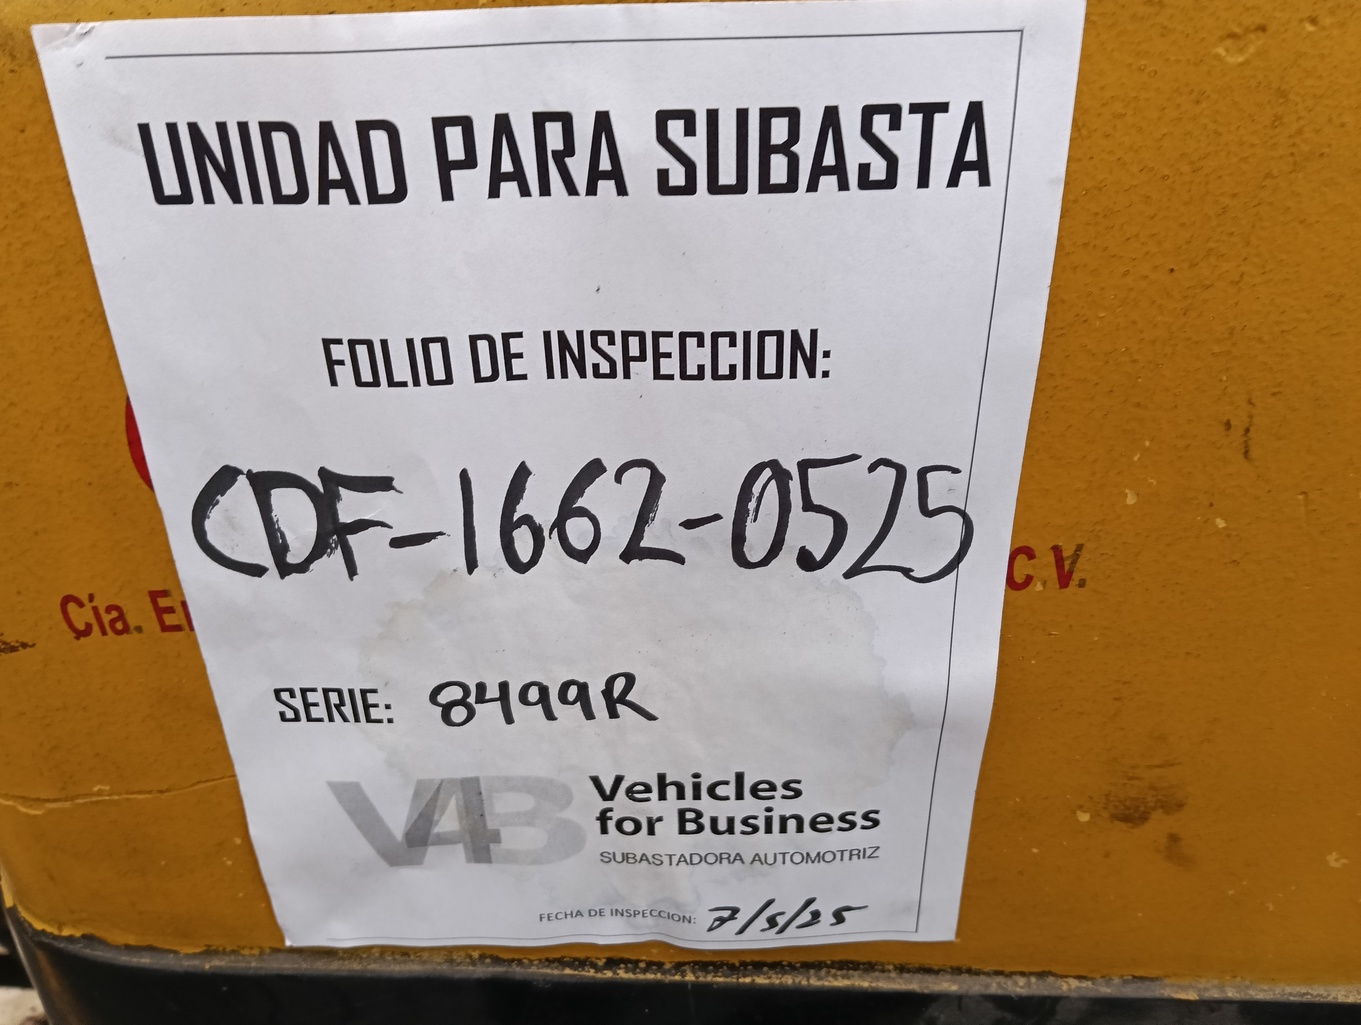 UNIDAD PARA SUBASTA
FOLIO DE INSPECCION:
CDF-1662-0525
Cía.
C.V.
SERIE: 8499R
V4B Vehicles
for Business
SUBASTADORA AUTOMOTRIZ
FECHA DE INSPECCION: 7/5/25